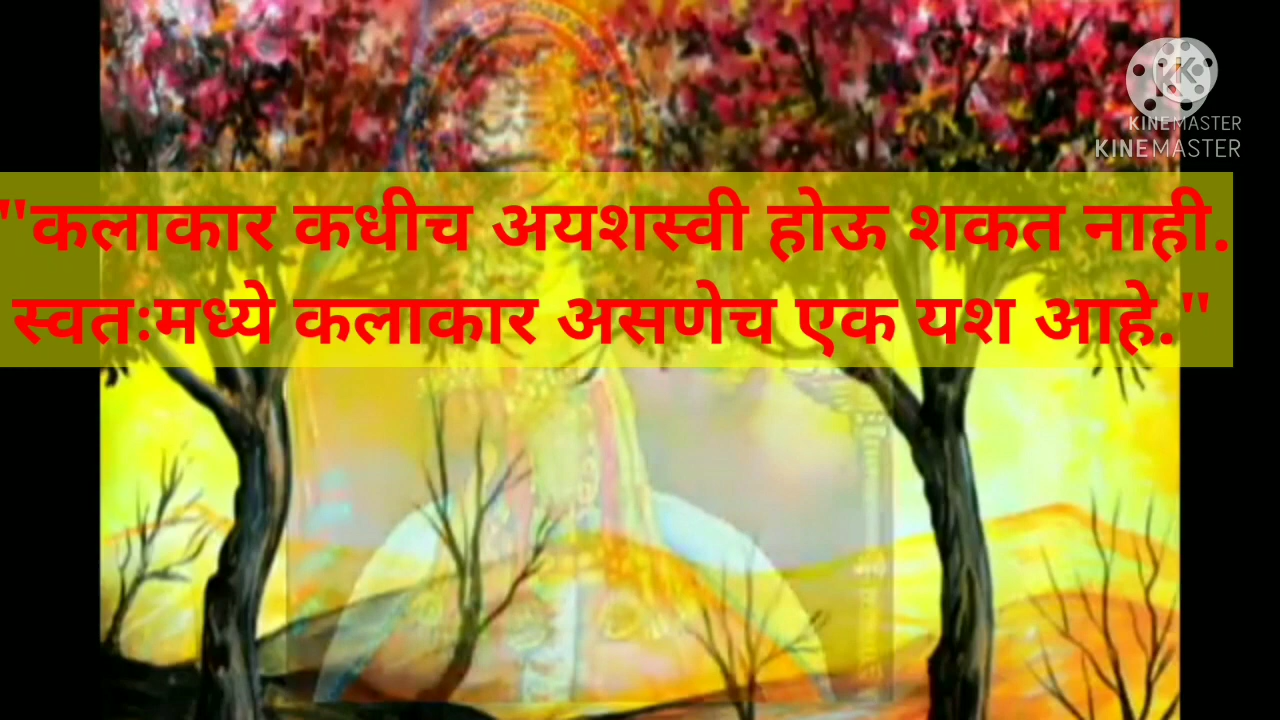 KINEMASTER
KINEMASTER
"कलाकार कधीच अयशस्वी होऊ शकत नाही.
स्वतःमध्ये कलाकार असणेच एक यश आहे."